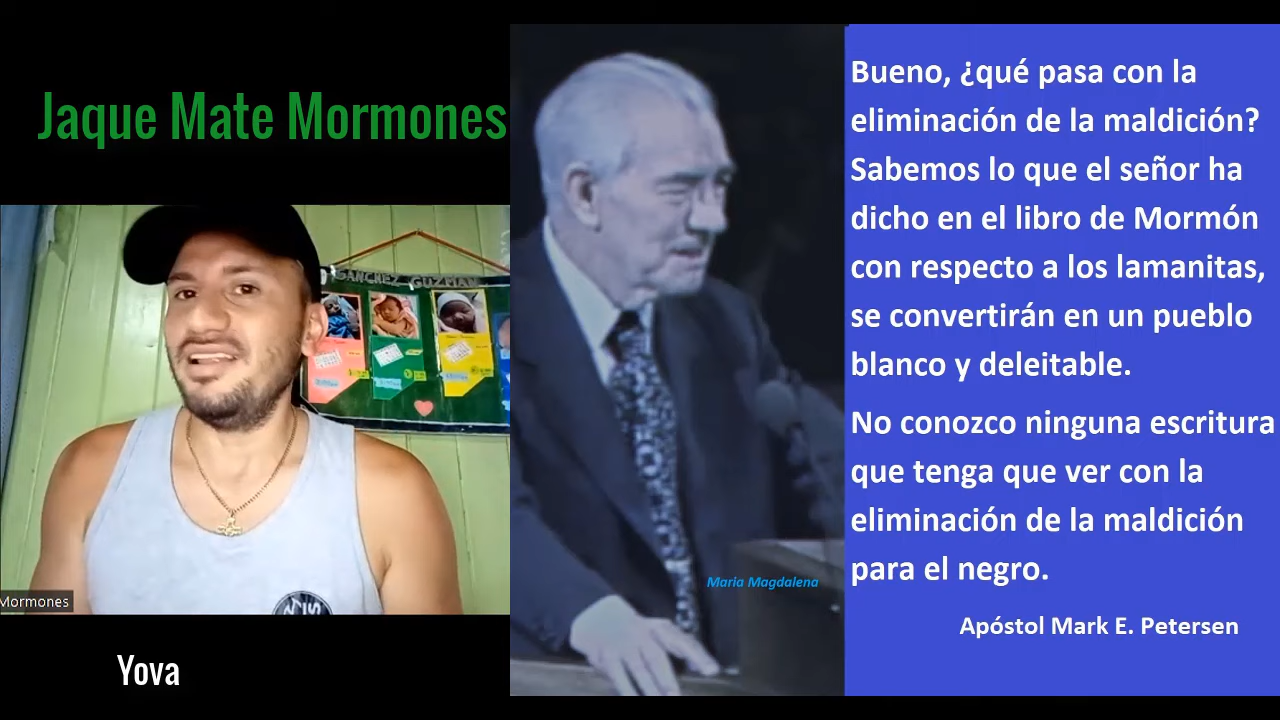 Jaque Mate Mormones
SANCHEZ GUZMAN
Mormones
Yova
Maria Magdalena
Bueno, ¿qué pasa con la
eliminación de la maldición?
Sabemos lo que el señor ha
dicho en el libro de Mormón
con respecto a los lamanitas,
se convertirán en un pueblo
blanco y deleitable.
No conozco ninguna escritura
que tenga que ver con la
eliminación de la maldición
para el negro.
Apóstol Mark E. Petersen